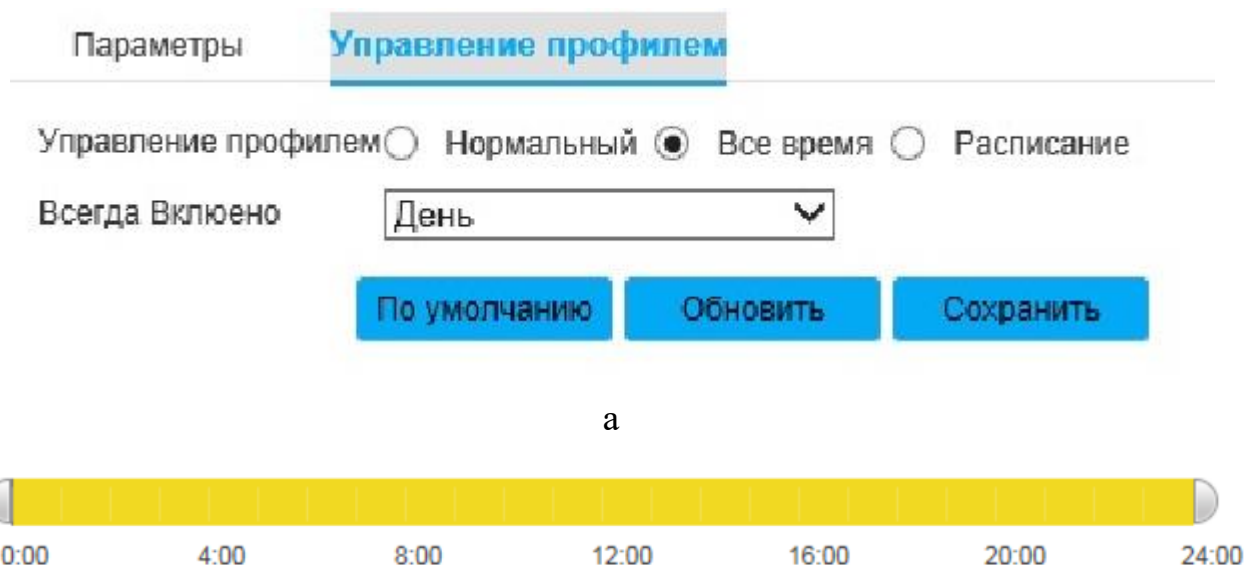 Параметры Управление профилем
Управление профилем Нормальный Все время Расписание
Всегда Вклюено День
По умолчанию Обновить Сохранить
а
0:00 4:00 8:00 12:00 16:00 20:00 24:00